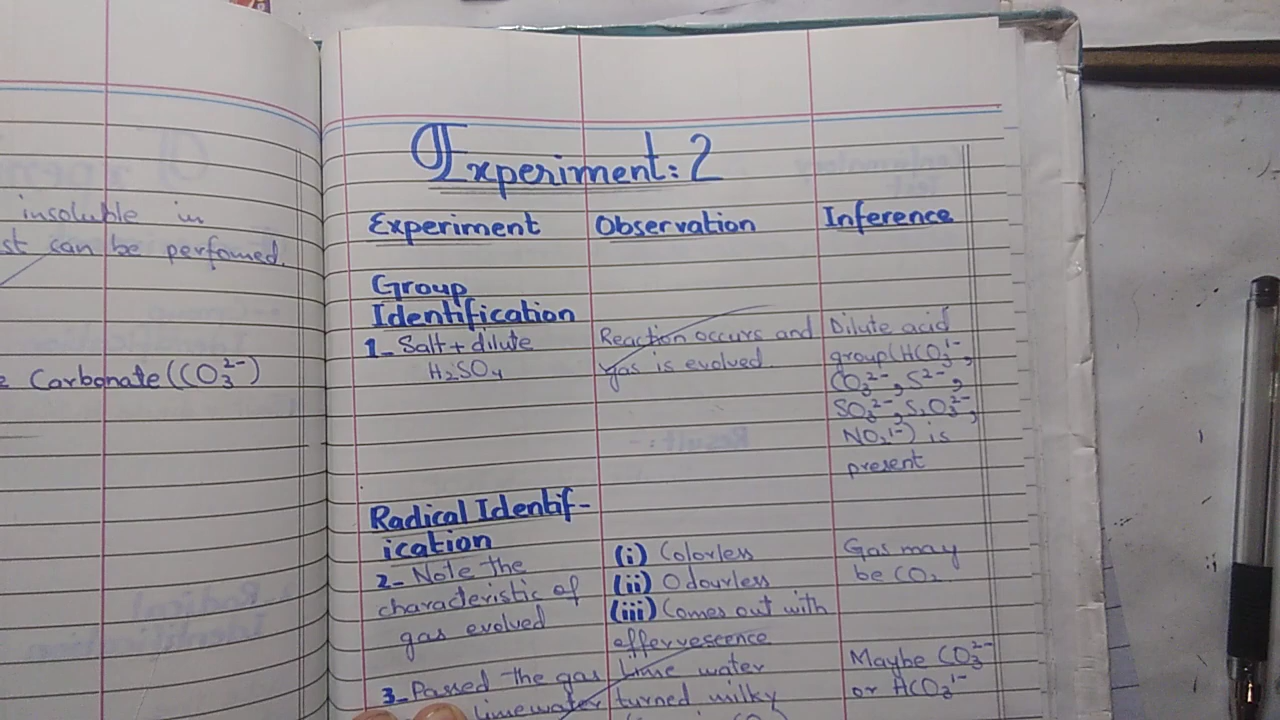 insoluble in
st can be perfomed.
Carbonate (CO₃²⁻)
Experiment: 2
Experiment
Observation
Inference
Group
Identification
1- Salt + dilute
H₂SO₄
Reaction occurs and
gas is evolved.
Dilute acid
group (HCO₃¹⁻,
CO₃²⁻, S²⁻,
SO₃²⁻, S₂O₃²⁻,
NO₂¹⁻) is
present
Radical Identif-
ication
2- Note the
characteristic of
gas evolved
(i) Colorless
(ii) Odourless
(iii) Comes out with
effervescence
Gas may
be CO₂
3- Passed the gas
limewater
Lime water
turned milky
Maybe CO₃²⁻
or HCO₃¹⁻